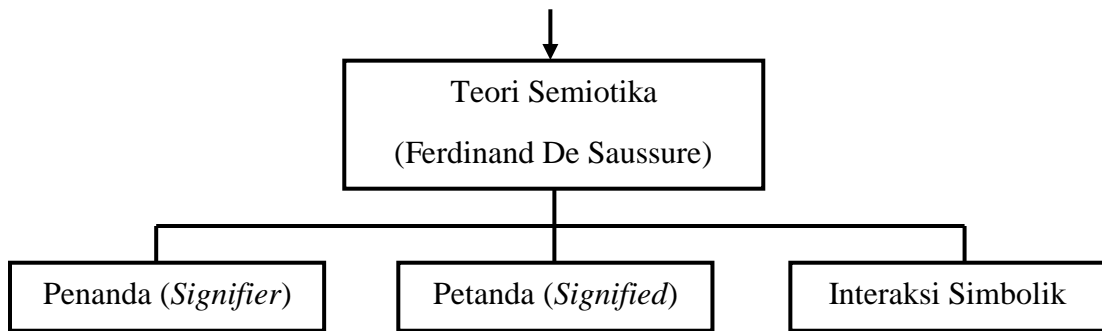 Teori Semiotika
(Ferdinand De Saussure)
Penanda (Signifier)
Petanda (Signified)
Interaksi Simbolik